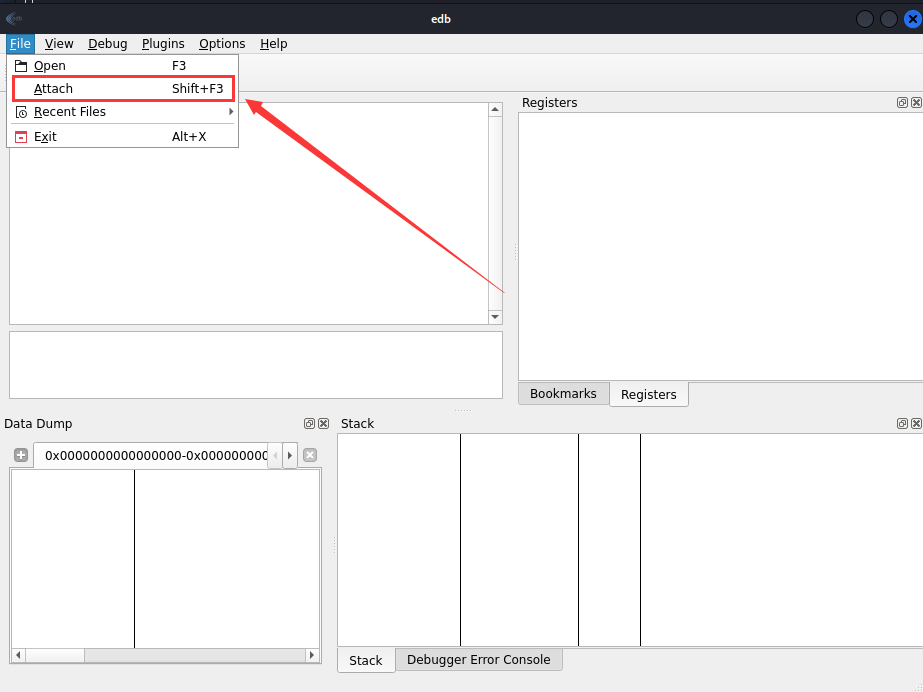 edb
File View Debug Plugins Options Help
Open F3
Attach Shift+F3
Recent Files
Exit Alt+X
Registers
Bookmarks Registers
Data Dump
0x0000000000000000-0x000000000
Stack
Stack Debugger Error Console